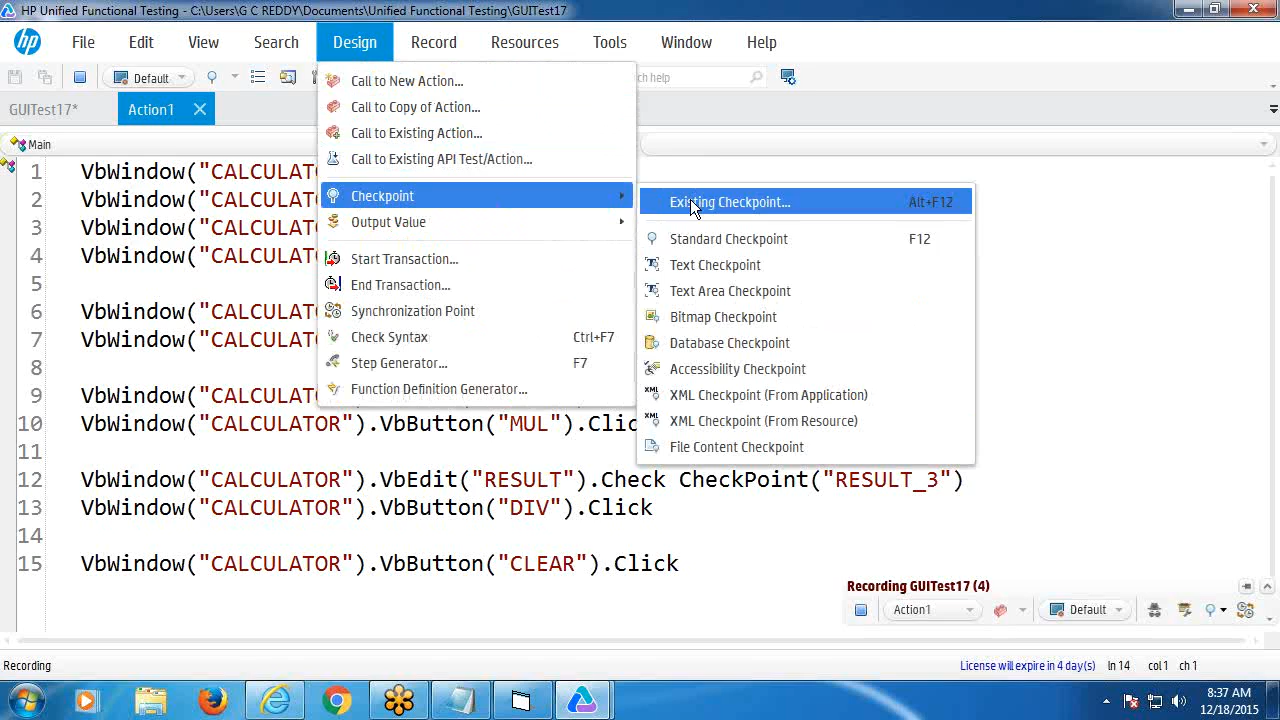 HP Unified Functional Testing - C:\Users\G C REDDY\Documents\Unified Functional Testing\GUITest17
hp File Edit View Search Design Record Resources Tools Window Help
Default ch help
GUITest17* Action1
Main
Call to New Action...
Call to Copy of Action...
Call to Existing Action...
Call to Existing API Test/Action...
Checkpoint
Output Value
Start Transaction...
End Transaction...
Synchronization Point
Check Syntax Ctrl+F7
Step Generator... F7
Function Definition Generator...
Existing Checkpoint... Alt+F12
Standard Checkpoint F12
Text Checkpoint
Text Area Checkpoint
Bitmap Checkpoint
Database Checkpoint
Accessibility Checkpoint
XML Checkpoint (From Application)
XML Checkpoint (From Resource)
File Content Checkpoint
1 VbWindow("CALCULATO
2 VbWindow("CALCULATO
3 VbWindow("CALCULATO
4 VbWindow("CALCULATO
5
6 VbWindow("CALCULATO
7 VbWindow("CALCULATO
8
9 VbWindow("CALCULATO
10 VbWindow("CALCULATOR").VbButton("MUL").Clic
11
12 VbWindow("CALCULATOR").VbEdit("RESULT").Check CheckPoint("RESULT_3")
13 VbWindow("CALCULATOR").VbButton("DIV").Click
14
15 VbWindow("CALCULATOR").VbButton("CLEAR").Click
Recording GUITest17 (4)
Action1 Default
Recording License will expire in 4 day(s) ln 14 col 1 ch 1
8:37 AM
12/18/2015